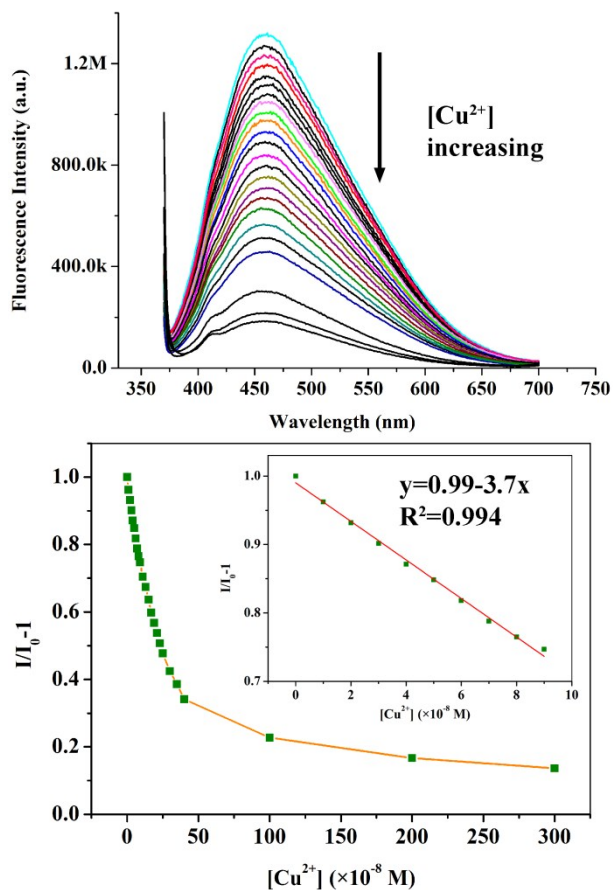 1.2M
800.0k
400.0k
0.0
Fluorescence Intensity (a.u.)
[Cu²⁺]
increasing
350 400 450 500 550 600 650 700 750
Wavelength (nm)
1.0
0.8
0.6
0.4
0.2
0.0
I/I₀-1
y=0.99-3.7x
R²=0.994
1.0
0.9
0.8
0.7
I/I₀-1
0 2 4 6 8 10
[Cu²⁺] (×10⁻⁸ M)
0 50 100 150 200 250 300
[Cu²⁺] (×10⁻⁸ M)